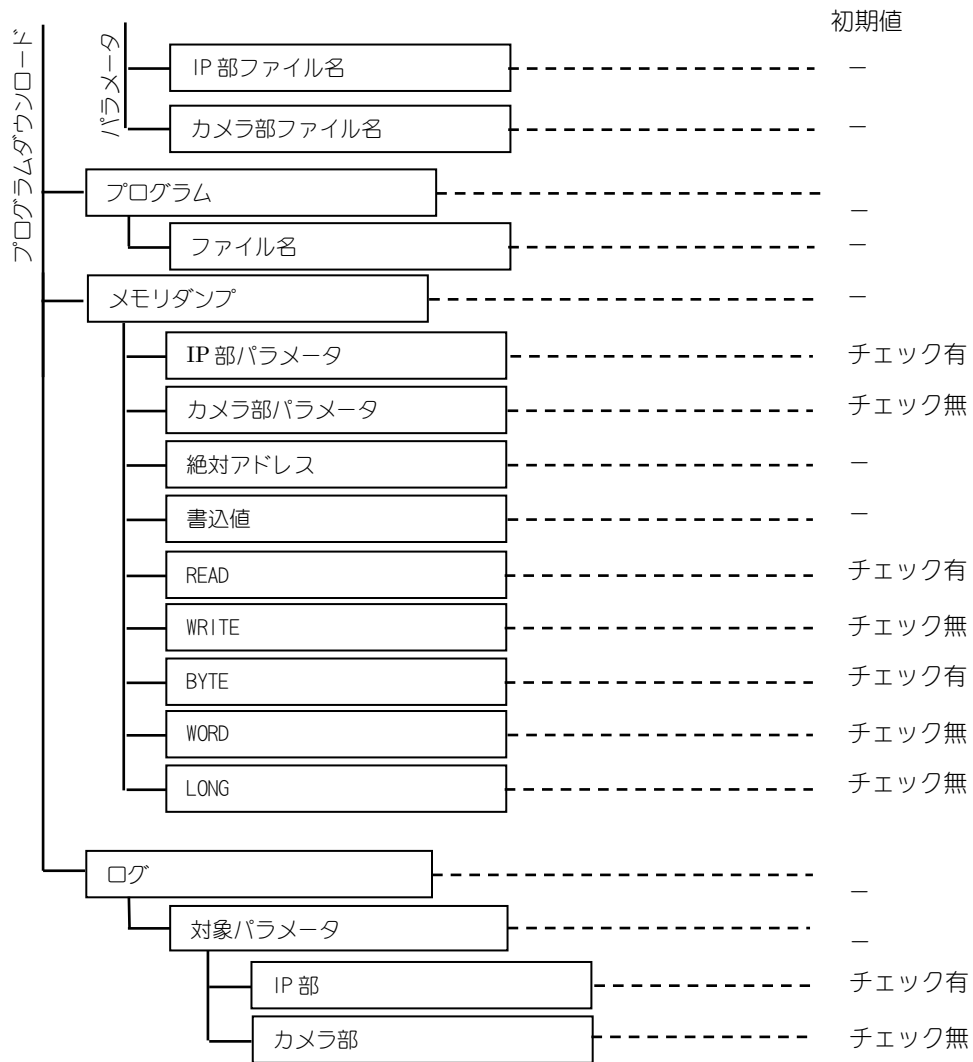 初期値
プログラムダウンロード
パラメータ
IP部ファイル名 －
カメラ部ファイル名 －
プログラム －
ファイル名 －
メモリダンプ －
IP部パラメータ チェック有
カメラ部パラメータ チェック無
絶対アドレス －
書込値 －
READ チェック有
WRITE チェック無
BYTE チェック有
WORD チェック無
LONG チェック無
ログ －
対象パラメータ －
IP部 チェック有
カメラ部 チェック無